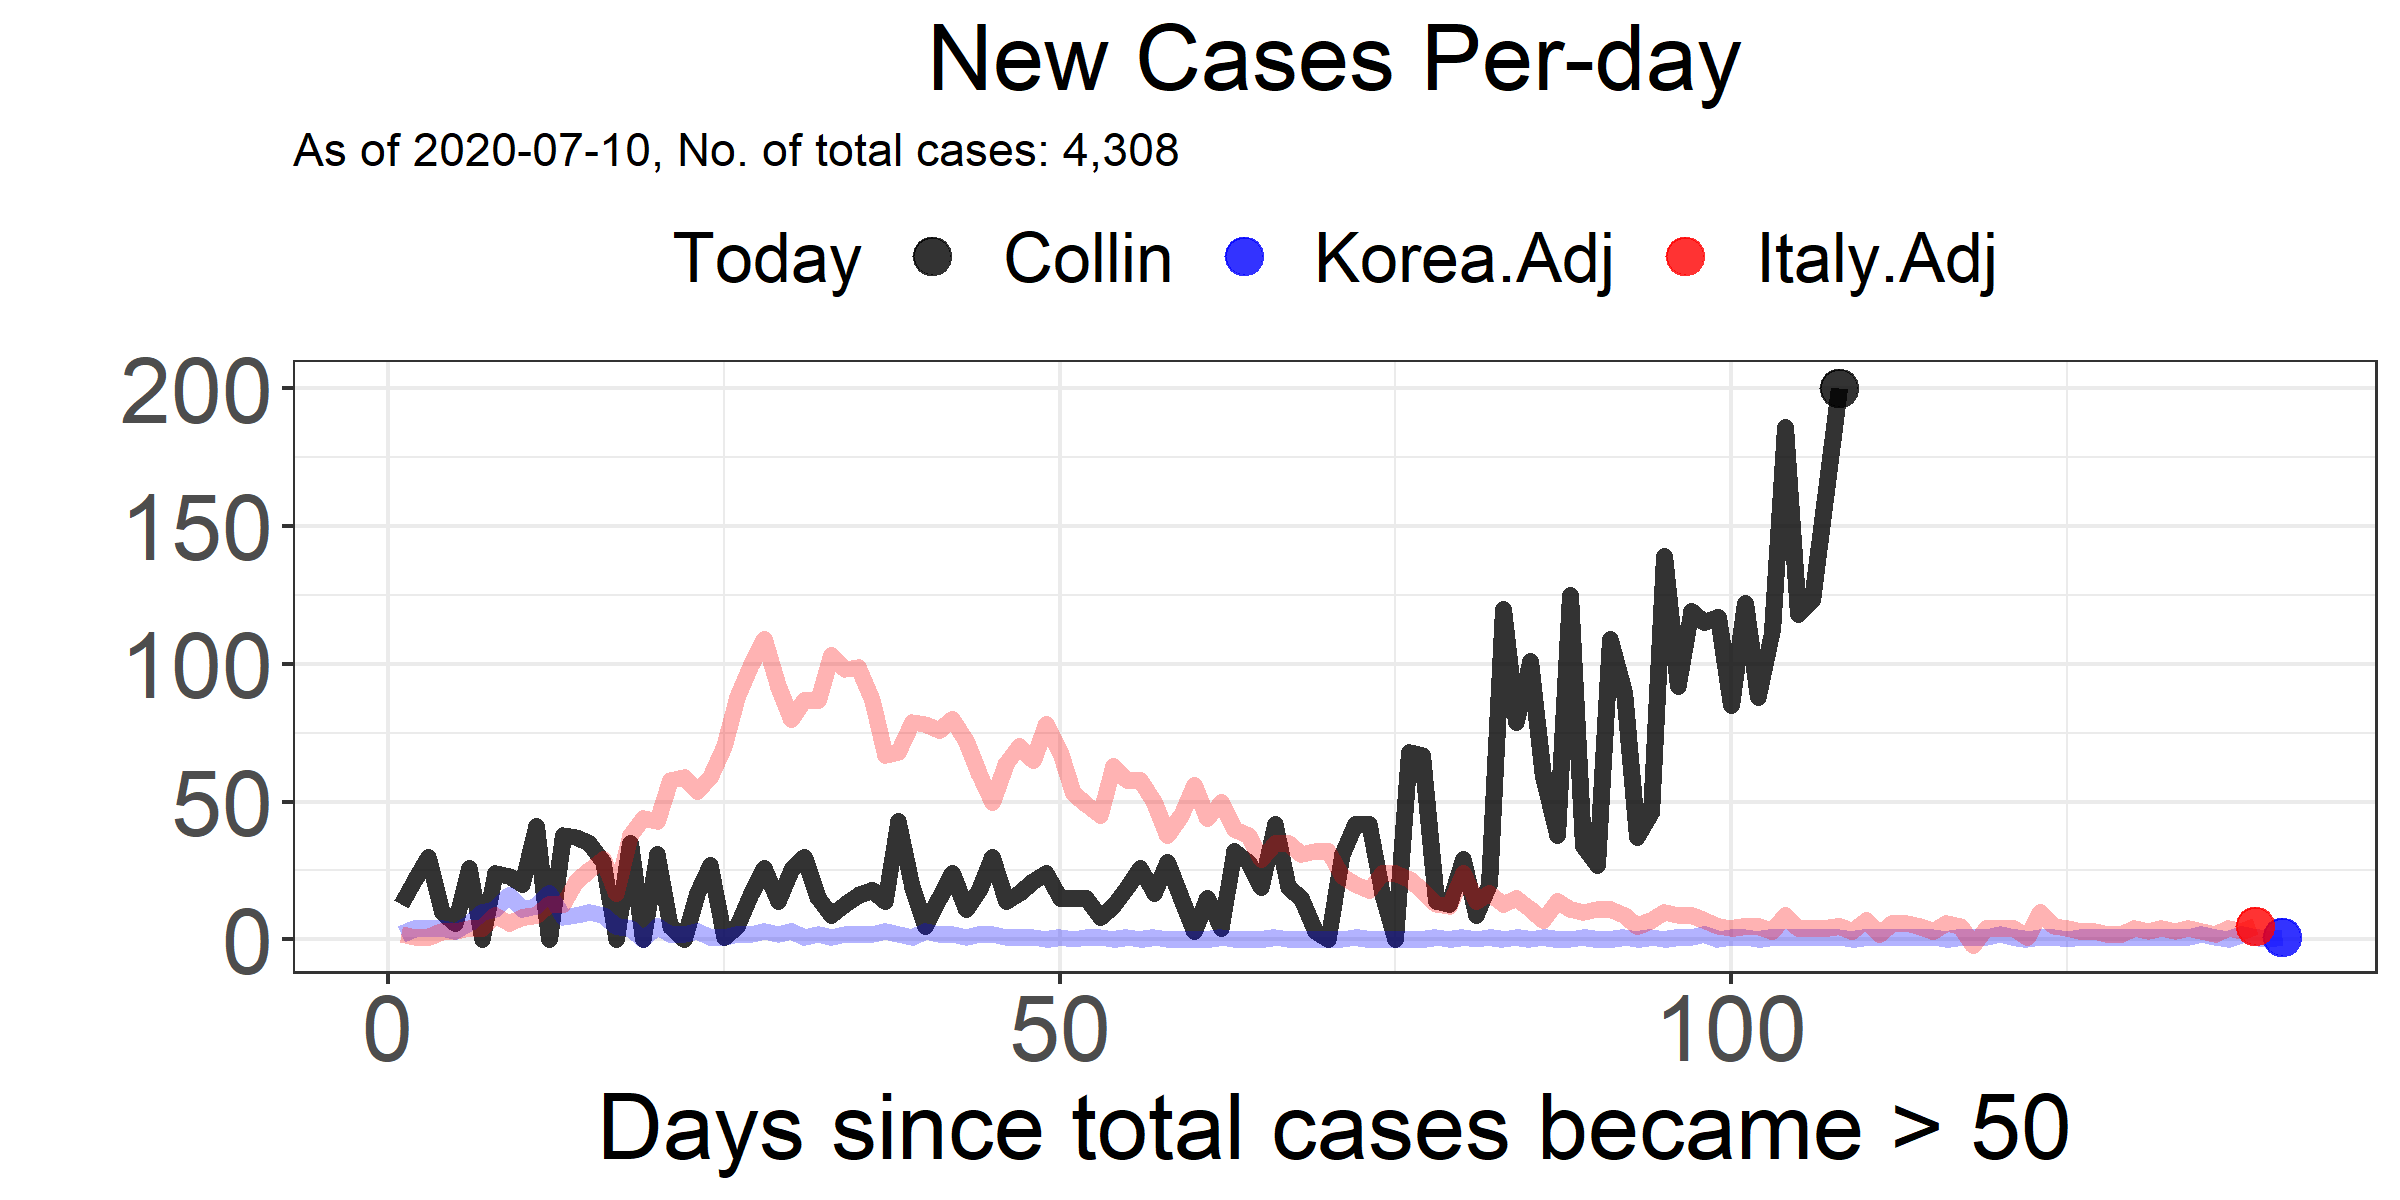 New Cases Per-day
As of 2020-07-10, No. of total cases: 4,308
Today Collin Korea.Adj Italy.Adj
200
150
100
50
0
0 50 100
Days since total cases became > 50